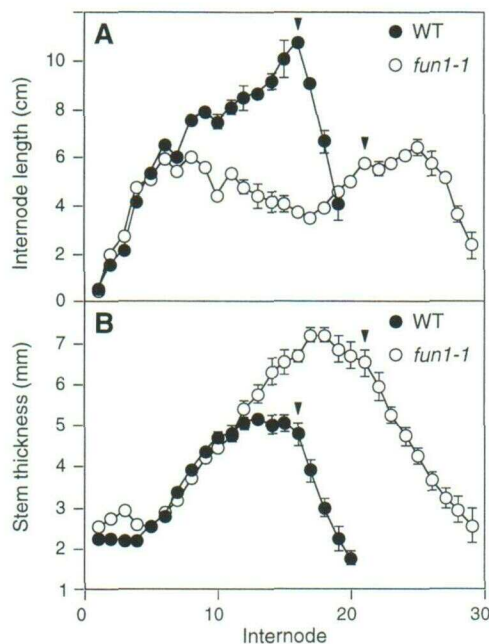 A
WT
fun1-1
Internode length (cm)
10
8
6
4
2
0
B
WT
fun1-1
Stem thickness (mm)
7
6
5
4
3
2
1
0
10
20
30
Internode